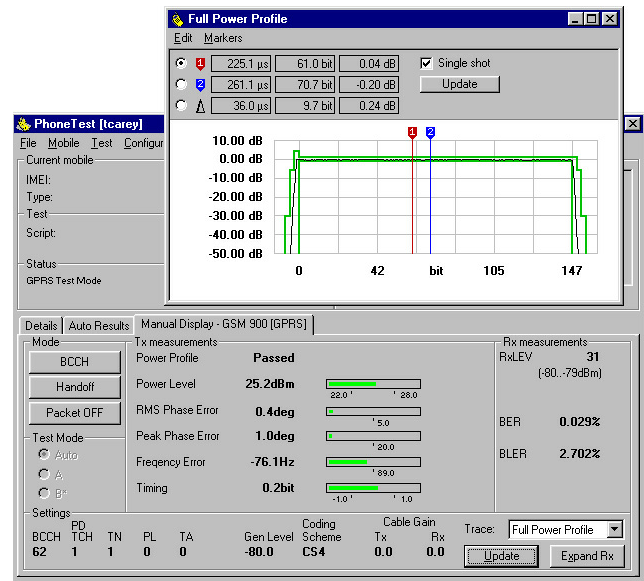 Full Power Profile
Edit Markers
1 225.1 µs 61.0 bit 0.04 dB Single shot
2 261.1 µs 70.7 bit -0.20 dB Update
Δ 36.0 µs 9.7 bit 0.24 dB
1 2
10.00 dB
0.00 dB
-10.00 dB
-20.00 dB
-30.00 dB
-40.00 dB
-50.00 dB
0 42 bit 105 147
PhoneTest [tcarey]
File Mobile Test Configur
Current mobile
IMEI:
Type:
Test
Script:
Status
GPRS Test Mode
Details Auto Results Manual Display - GSM 900 [GPRS]
Mode
BCCH
Handoff
Packet OFF
Test Mode
Auto
A
B*
Tx measurements
Power Profile Passed
Power Level 25.2dBm
22.0 28.0
RMS Phase Error 0.4deg
5.0
Peak Phase Error 1.0deg
20.0
Freqency Error -76.1Hz
89.0
Timing 0.2bit
-1.0 1.0
Rx measurements
RxLEV 31
(-80..-79dBm)
BER 0.029%
BLER 2.702%
Settings
PD Coding Cable Gain
BCCH TCH TN PL TA Gen Level Scheme Tx Rx
62 1 1 0 0 -80.0 CS4 0.0 0.0
Trace: Full Power Profile
Update Expand Rx